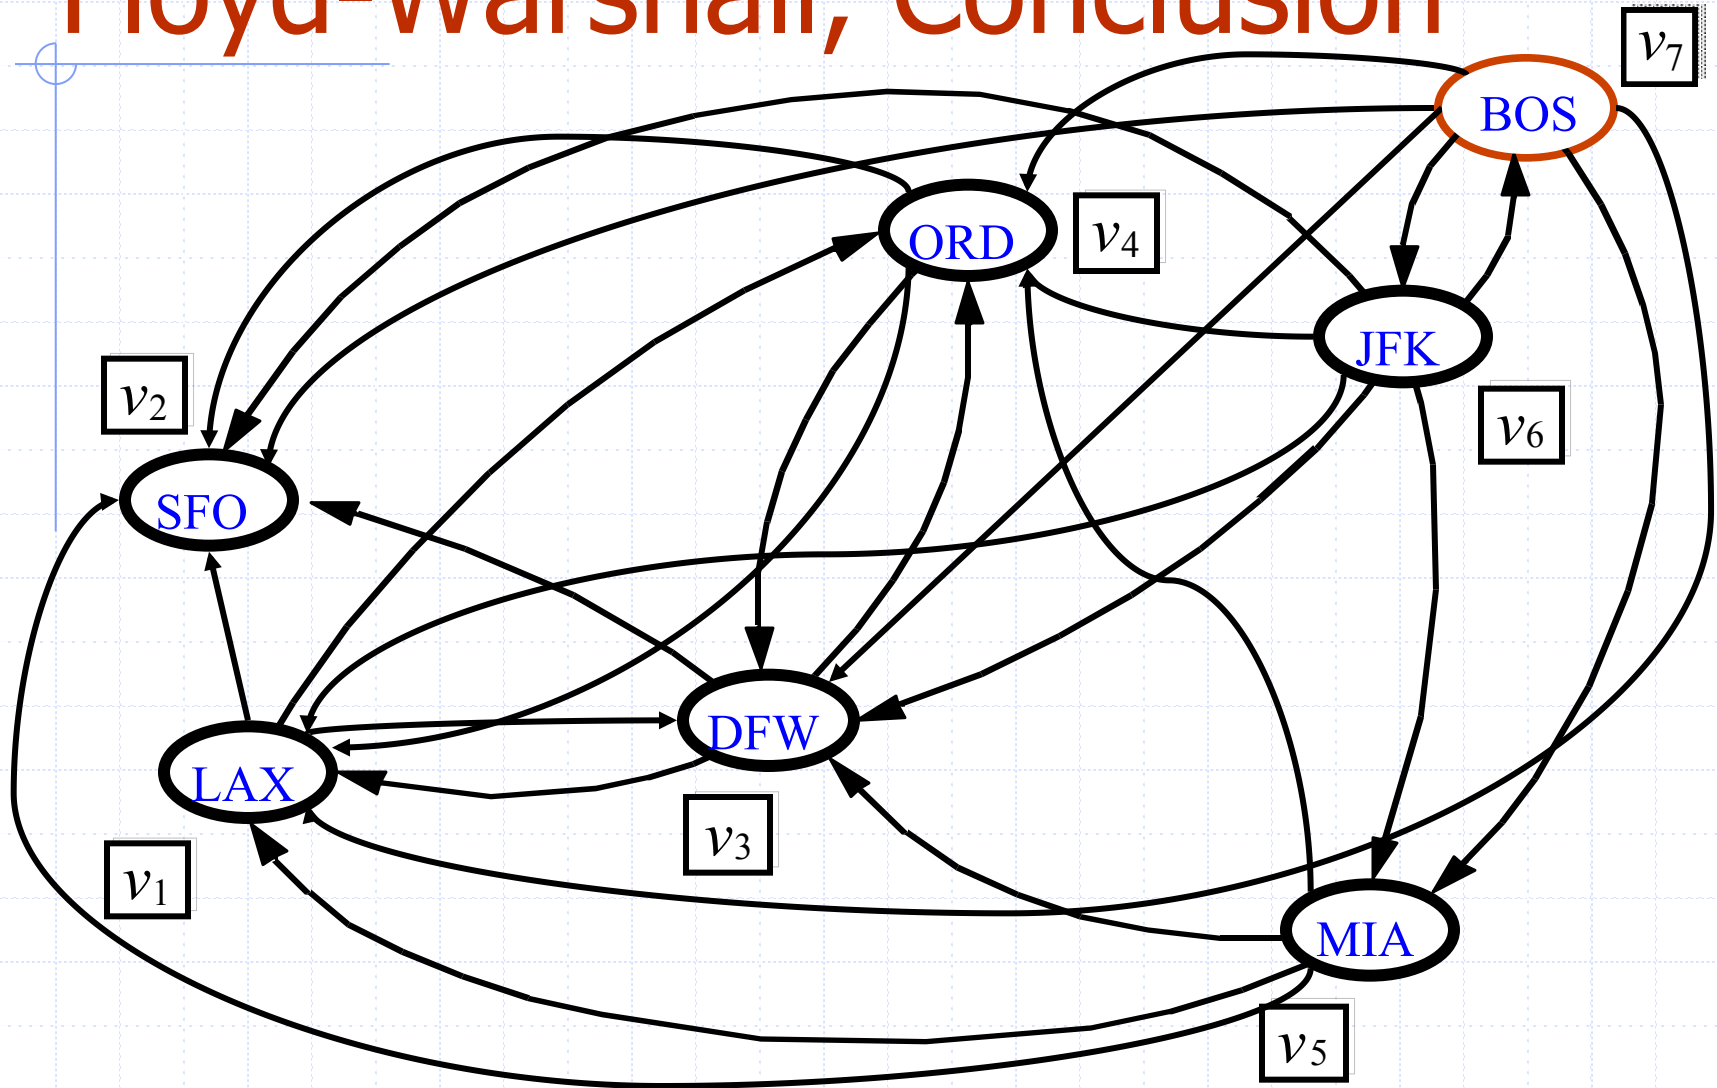 Floyd-Warshall, Conclusion
v7
BOS
ORD
v4
JFK
v2
v6
SFO
DFW
LAX
v3
v1
MIA
v5